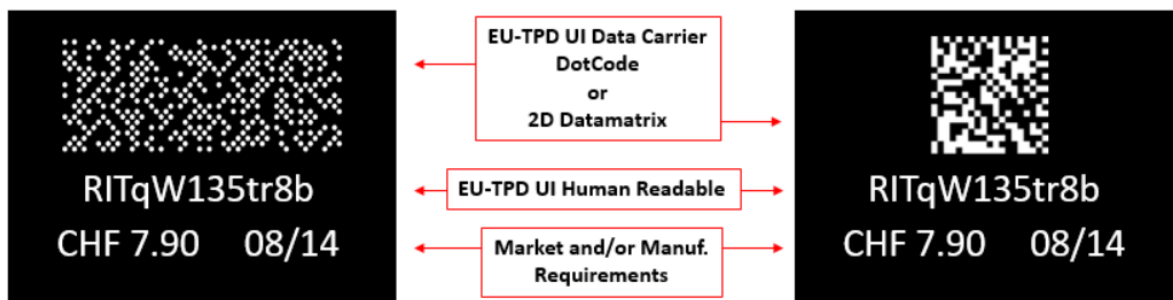 EU-TPD UI Data Carrier
DotCode
or
2D Datamatrix
RITqW135tr8b
EU-TPD UI Human Readable
RITqW135tr8b
CHF 7.90 08/14
Market and/or Manuf.
Requirements
CHF 7.90 08/14